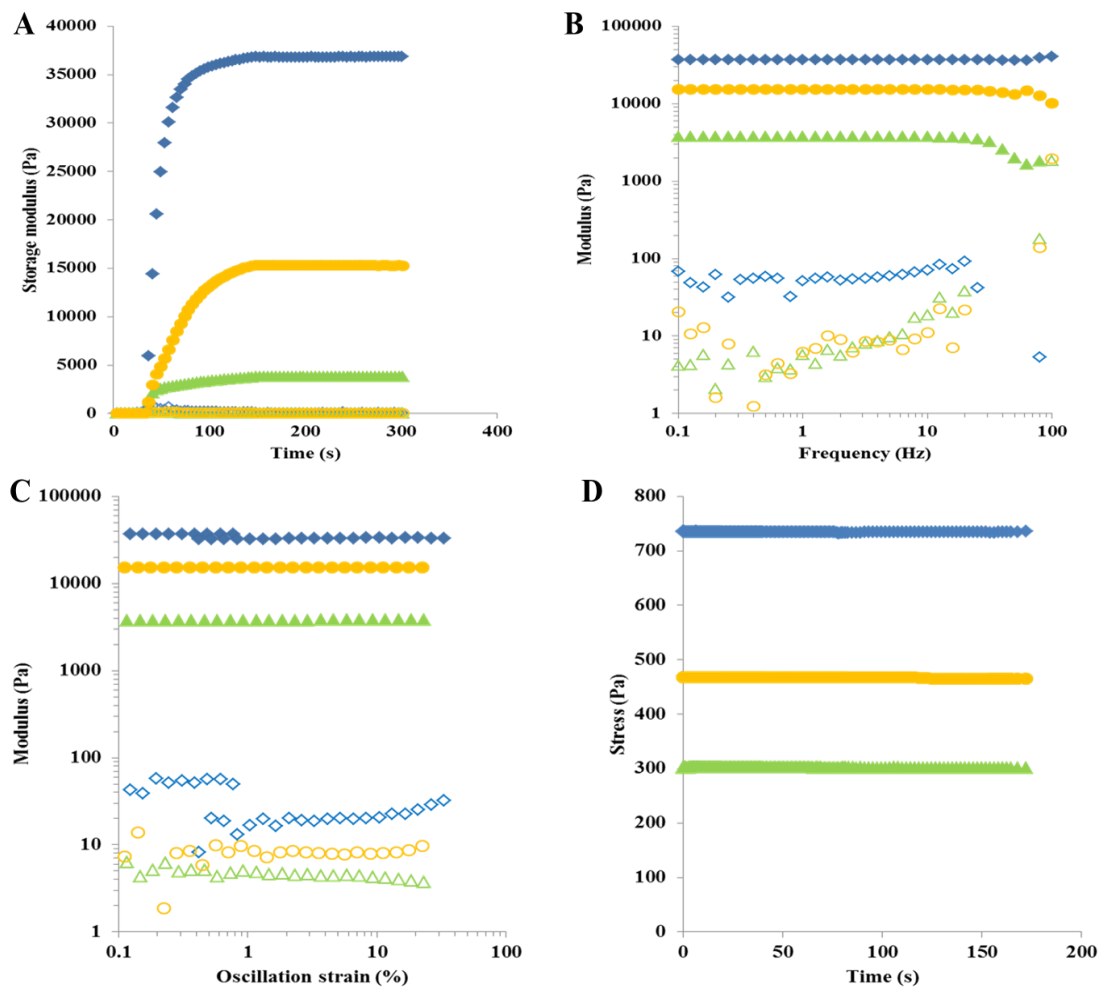 A
40000
35000
30000
25000
20000
15000
10000
5000
0
Storage modulus (Pa)
0 100 200 300 400
Time (s)
B
100000
10000
1000
100
10
1
Modulus (Pa)
0.1 1 10 100
Frequency (Hz)
C
100000
10000
1000
100
10
1
Modulus (Pa)
0.1 1 10 100
Oscillation strain (%)
D
800
700
600
500
400
300
200
100
0
Stress (Pa)
0 50 100 150 200
Time (s)